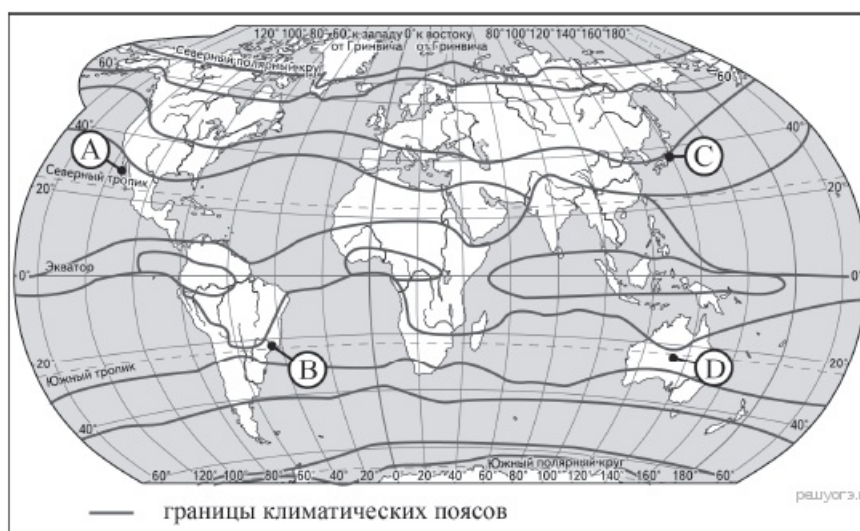 120°100°80° 60° к западу 0° к востоку 80°100°120°140°160°180°
от Гринвича от Гринвича
Северный полярный круг
60° 60°
40° 40°
A C
Северный тропик
20° 20°
Экватор
0° 0°
B D
20° 20°
Южный тропик
40° 40°
Южный полярный круг
60° 120° 100° 80° 60° 40° 20° 0 20° 40° 60° 80° 100° 120° 140° 160° 180° 60°
границы климатических поясов